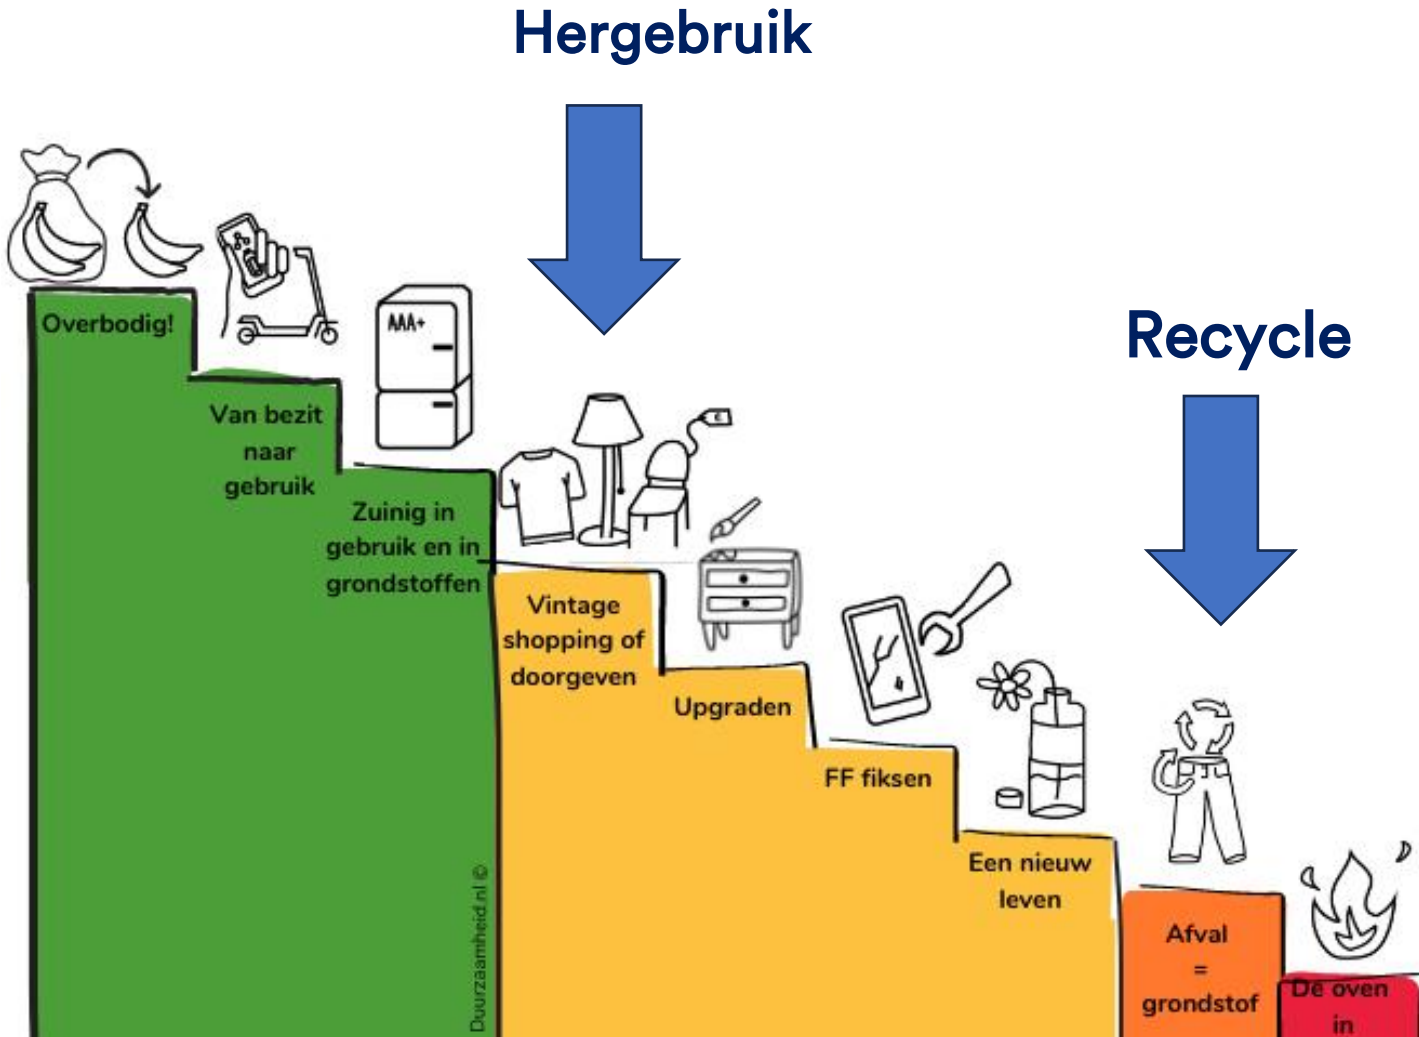 Hergebruik
Recycle
AAA+
Overbodig!
Van bezit
naar
gebruik
Zuinig in
gebruik en in
grondstoffen
€
Vintage
shopping of
doorgeven
Upgraden
FF fiksen
Een nieuw
leven
Afval
=
grondstof
De oven
in
Duurzaamheid.nl ©